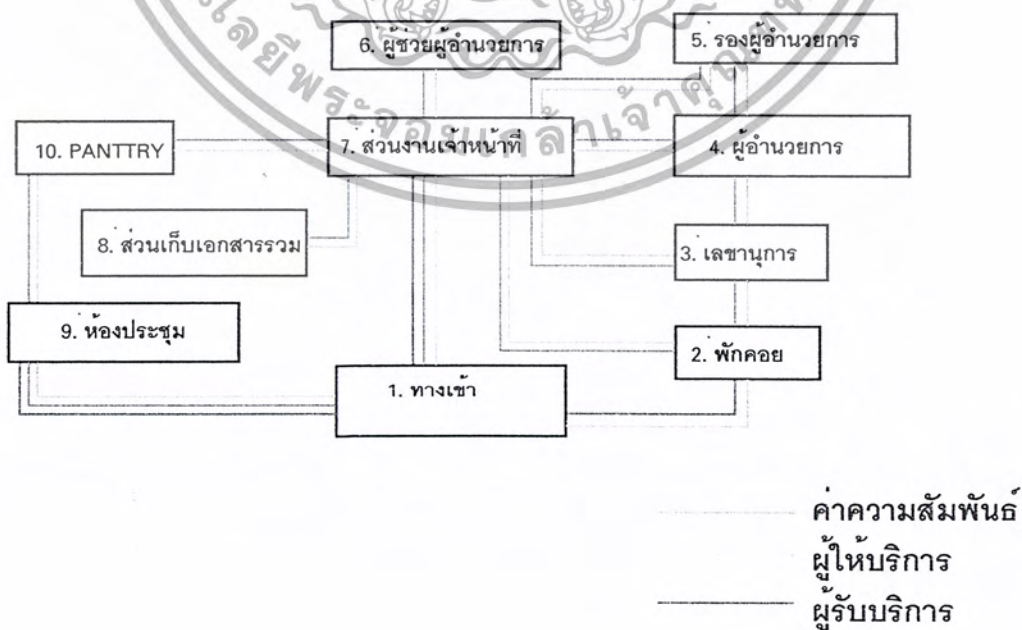 6. ผู้ช่วยผู้อำนวยการ
5. รองผู้อำนวยการ
10. PANTTRY
7. ส่วนงานเจ้าหน้าที่
4. ผู้อำนวยการ
8. ส่วนเก็บเอกสารรวม
3. เลขานุการ
9. ห้องประชุม
2. พักคอย
1. ทางเข้า
ค่าความสัมพันธ์
ผู้ให้บริการ
ผู้รับบริการ